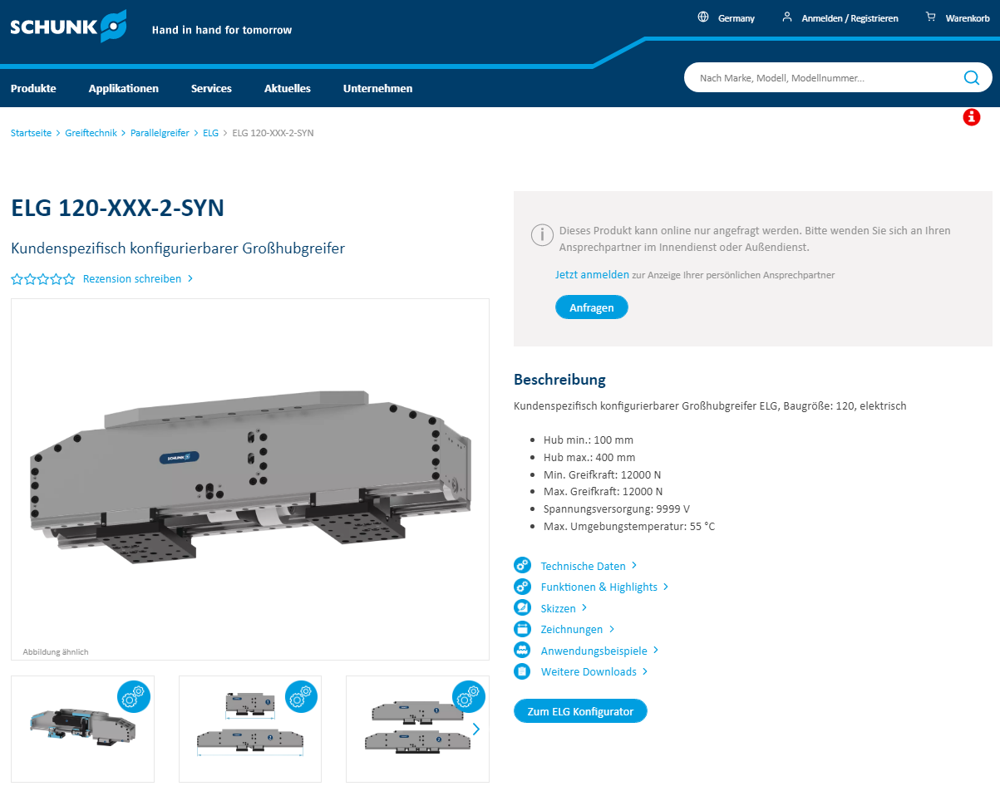 SCHUNK
Hand in hand for tomorrow
Germany
Anmelden / Registrieren
Warenkorb
Produkte
Applikationen
Services
Aktuelles
Unternehmen
Nach Marke, Modell, Modellnummer...
Startseite > Greiftechnik > Parallelgreifer > ELG > ELG 120-XXX-2-SYN
ELG 120-XXX-2-SYN
Kundenspezifisch konfigurierbarer Großhubgreifer
Rezension schreiben >
SCHUNK
Abbildung ähnlich
1
2
1
2
Dieses Produkt kann online nur angefragt werden. Bitte wenden Sie sich an Ihren
Ansprechpartner im Innendienst oder Außendienst.
Jetzt anmelden zur Anzeige Ihrer persönlichen Ansprechpartner
Anfragen
Beschreibung
Kundenspezifisch konfigurierbarer Großhubgreifer ELG, Baugröße: 120, elektrisch
• Hub min.: 100 mm
• Hub max.: 400 mm
• Min. Greifkraft: 12000 N
• Max. Greifkraft: 12000 N
• Spannungsversorgung: 9999 V
• Max. Umgebungstemperatur: 55 °C
Technische Daten >
Funktionen & Highlights >
Skizzen >
Zeichnungen >
Anwendungsbeispiele >
Weitere Downloads >
Zum ELG Konfigurator